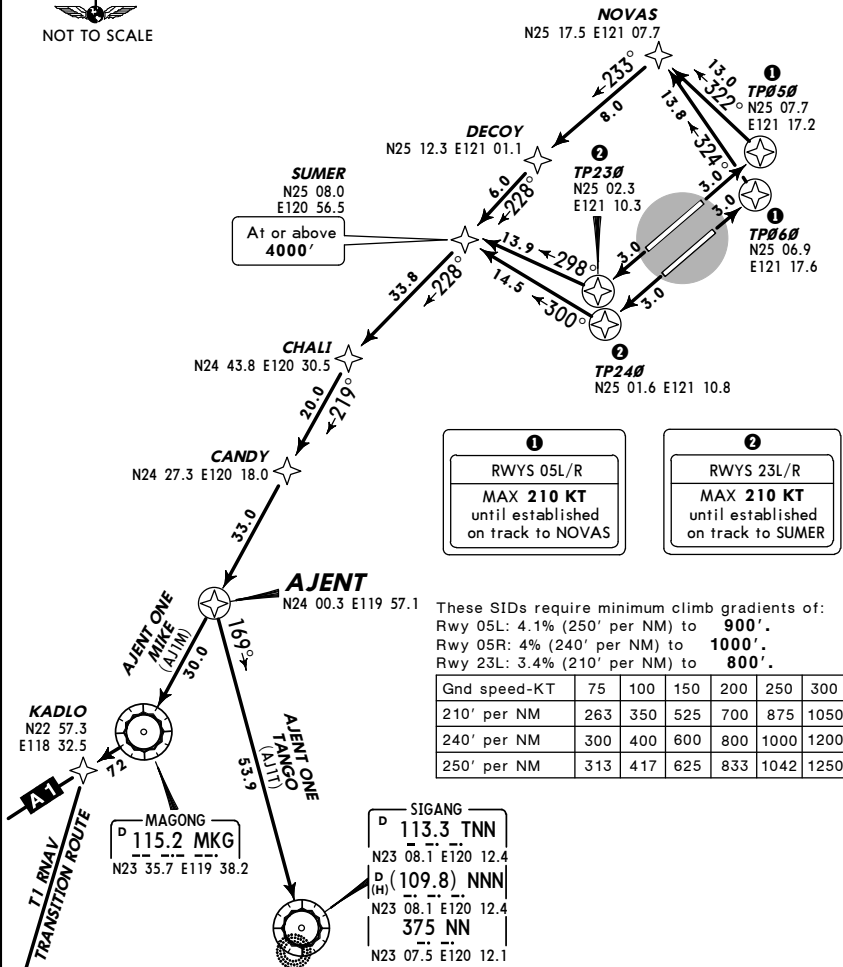 NOT TO SCALE
NOVAS
N25 17.5 E121 07.7
←233°
8.0
13.0
←322°
❶
TPØ5Ø
N25 07.7
E121 17.2
13.8
←324°
DECOY
N25 12.3 E121 01.1
❷
TP23Ø
N25 02.3
E121 10.3
SUMER
N25 08.0
E120 56.5
6.0
←228°
3.0
3.0
❶
TPØ6Ø
N25 06.9
E121 17.6
At or above
4000'
13.9
←298°
3.0
14.5
←300°
3.0
33.8
←228°
❷
TP24Ø
N25 01.6 E121 10.8
CHALI
N24 43.8 E120 30.5
20.0
←219°
CANDY
N24 27.3 E120 18.0
❶
RWYS 05L/R
MAX 210 KT
until established
on track to NOVAS
❷
RWYS 23L/R
MAX 210 KT
until established
on track to SUMER
33.0
AJENT
N24 00.3 E119 57.1
These SIDs require minimum climb gradients of:
Rwy 05L: 4.1% (250' per NM) to 900'.
Rwy 05R: 4% (240' per NM) to 1000'.
Rwy 23L: 3.4% (210' per NM) to 800'.
Gnd speed-KT 75 100 150 200 250 300
210' per NM 263 350 525 700 875 1050
240' per NM 300 400 600 800 1000 1200
250' per NM 313 417 625 833 1042 1250
AJENT ONE
MIKE
(AJ1M)
30.0
169°→
AJENT ONE
TANGO
(AJ1T)
53.9
KADLO
N22 57.3
E118 32.5
72
A1
T1 RNAV
TRANSITION ROUTE
MAGONG
D 115.2 MKG
N23 35.7 E119 38.2
SIGANG
D 113.3 TNN
N23 08.1 E120 12.4
D (H) (109.8) NNN
N23 08.1 E120 12.4
375 NN
N23 07.5 E120 12.1